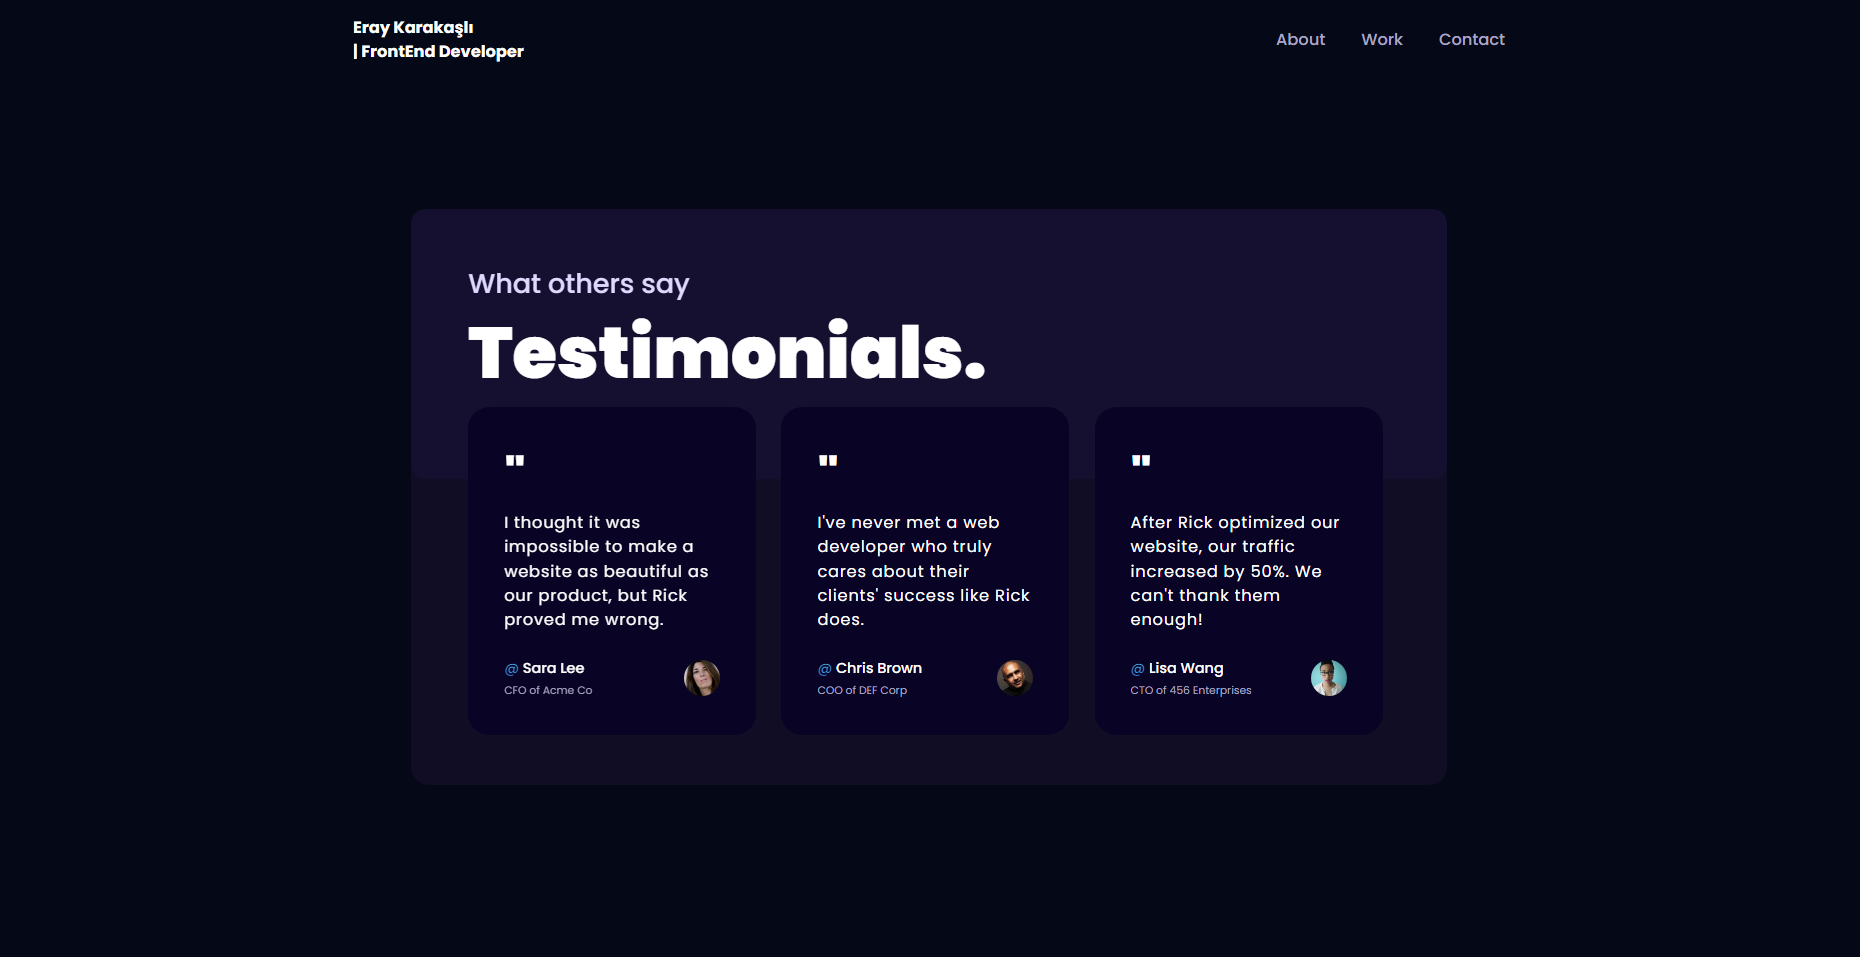 Eray Karakaşlı
| FrontEnd Developer
About Work Contact
What others say
Testimonials.
"
I thought it was
impossible to make a
website as beautiful as
our product, but Rick
proved me wrong.
@ Sara Lee
CFO of Acme Co
"
I've never met a web
developer who truly
cares about their
clients' success like Rick
does.
@ Chris Brown
COO of DEF Corp
"
After Rick optimized our
website, our traffic
increased by 50%. We
can't thank them
enough!
@ Lisa Wang
CTO of 456 Enterprises